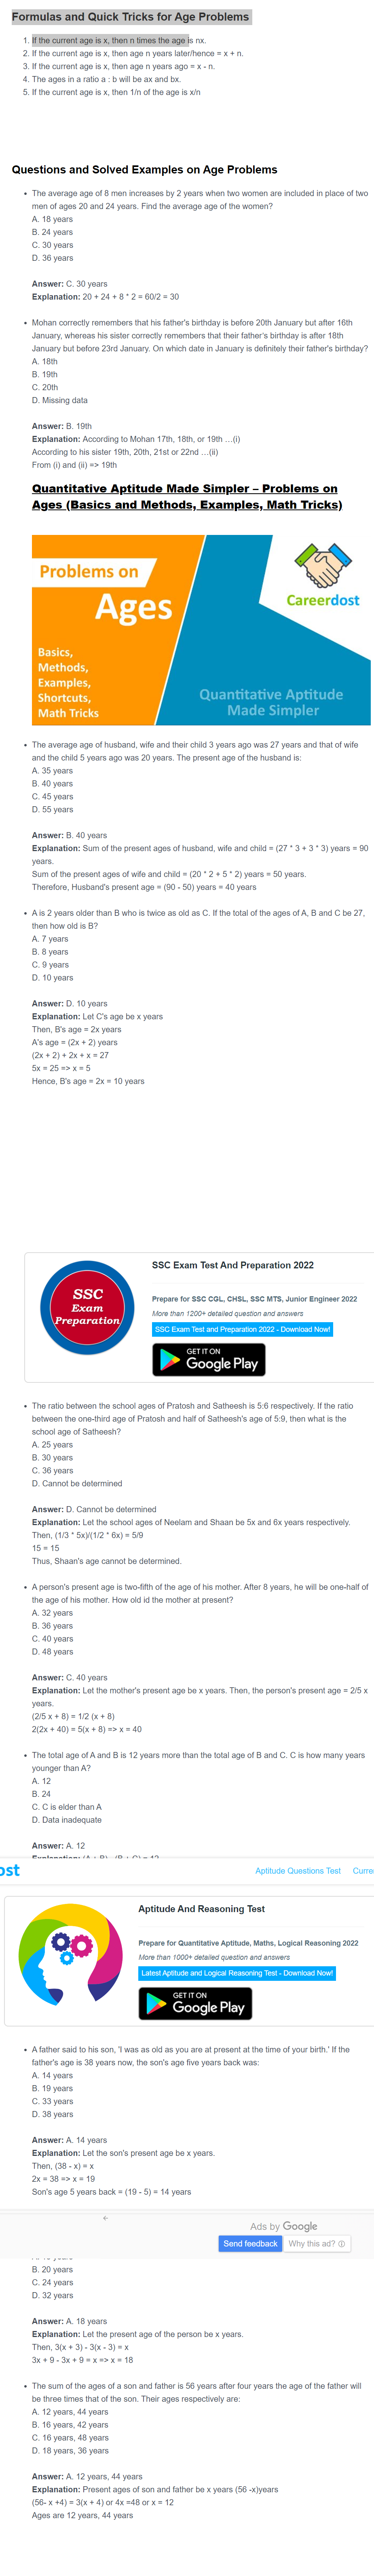 Formulas and Quick Tricks for Age Problems
1. If the current age is x, then n times the age is nx.
2. If the current age is x, then age n years later/hence = x + n.
3. If the current age is x, then age n years ago = x - n.
4. The ages in a ratio a : b will be ax and bx.
5. If the current age is x, then 1/n of the age is x/n
Questions and Solved Examples on Age Problems
• The average age of 8 men increases by 2 years when two women are included in place of two
men of ages 20 and 24 years. Find the average age of the women?
A. 18 years
B. 24 years
C. 30 years
D. 36 years
Answer: C. 30 years
Explanation: 20 + 24 + 8 * 2 = 60/2 = 30
• Mohan correctly remembers that his father's birthday is before 20th January but after 16th
January, whereas his sister correctly remembers that their father's birthday is after 18th
January but before 23rd January. On which date in January is definitely their father's birthday?
A. 18th
B. 19th
C. 20th
D. Missing data
Answer: B. 19th
Explanation: According to Mohan 17th, 18th, or 19th …(i)
According to his sister 19th, 20th, 21st or 22nd …(ii)
From (i) and (ii) => 19th
Quantitative Aptitude Made Simpler – Problems on
Ages (Basics and Methods, Examples, Math Tricks)
Problems on
Ages
Careerdost
Basics,
Methods,
Examples,
Shortcuts,
Math Tricks
Quantitative Aptitude
Made Simpler
• The average age of husband, wife and their child 3 years ago was 27 years and that of wife
and the child 5 years ago was 20 years. The present age of the husband is:
A. 35 years
B. 40 years
C. 45 years
D. 55 years
Answer: B. 40 years
Explanation: Sum of the present ages of husband, wife and child = (27 * 3 + 3 * 3) years = 90
years.
Sum of the present ages of wife and child = (20 * 2 + 5 * 2) years = 50 years.
Therefore, Husband's present age = (90 - 50) years = 40 years
• A is 2 years older than B who is twice as old as C. If the total of the ages of A, B and C be 27,
then how old is B?
A. 7 years
B. 8 years
C. 9 years
D. 10 years
Answer: D. 10 years
Explanation: Let C's age be x years
Then, B's age = 2x years
A's age = (2x + 2) years
(2x + 2) + 2x + x = 27
5x = 25 => x = 5
Hence, B's age = 2x = 10 years
SSC
Exam
Preparation
SSC Exam Test And Preparation 2022
Prepare for SSC CGL, CHSL, SSC MTS, Junior Engineer 2022
More than 1200+ detailed question and answers
SSC Exam Test and Preparation 2022 - Download Now!
GET IT ON
Google Play
• The ratio between the school ages of Pratosh and Satheesh is 5:6 respectively. If the ratio
between the one-third age of Pratosh and half of Satheesh's age of 5:9, then what is the
school age of Satheesh?
A. 25 years
B. 30 years
C. 36 years
D. Cannot be determined
Answer: D. Cannot be determined
Explanation: Let the school ages of Neelam and Shaan be 5x and 6x years respectively.
Then, (1/3 * 5x)/(1/2 * 6x) = 5/9
15 = 15
Thus, Shaan's age cannot be determined.
• A person's present age is two-fifth of the age of his mother. After 8 years, he will be one-half of
the age of his mother. How old id the mother at present?
A. 32 years
B. 36 years
C. 40 years
D. 48 years
Answer: C. 40 years
Explanation: Let the mother's present age be x years. Then, the person's present age = 2/5 x
years.
(2/5 x + 8) = 1/2 (x + 8)
2(2x + 40) = 5(x + 8) => x = 40
• The total age of A and B is 12 years more than the total age of B and C. C is how many years
younger than A?
A. 12
B. 24
C. C is elder than A
D. Data inadequate
Answer: A. 12
Explanation: (A + B) - (B + C) = 12
ost
Aptitude Questions Test Curre
Aptitude And Reasoning Test
Prepare for Quantitative Aptitude, Maths, Logical Reasoning 2022
More than 1000+ detailed question and answers
Latest Aptitude and Logical Reasoning Test - Download Now!
GET IT ON
Google Play
• A father said to his son, 'I was as old as you are at present at the time of your birth.' If the
father's age is 38 years now, the son's age five years back was:
A. 14 years
B. 19 years
C. 33 years
D. 38 years
Answer: A. 14 years
Explanation: Let the son's present age be x years.
Then, (38 - x) = x
2x = 38 => x = 19
Son's age 5 years back = (19 - 5) = 14 years
Ads by Google
Send feedback Why this ad?
B. 20 years
C. 24 years
D. 32 years
Answer: A. 18 years
Explanation: Let the present age of the person be x years.
Then, 3(x + 3) - 3(x - 3) = x
3x + 9 - 3x + 9 = x => x = 18
• The sum of the ages of a son and father is 56 years after four years the age of the father will
be three times that of the son. Their ages respectively are:
A. 12 years, 44 years
B. 16 years, 42 years
C. 16 years, 48 years
D. 18 years, 36 years
Answer: A. 12 years, 44 years
Explanation: Present ages of son and father be x years (56 -x)years
(56- x +4) = 3(x + 4) or 4x =48 or x = 12
Ages are 12 years, 44 years